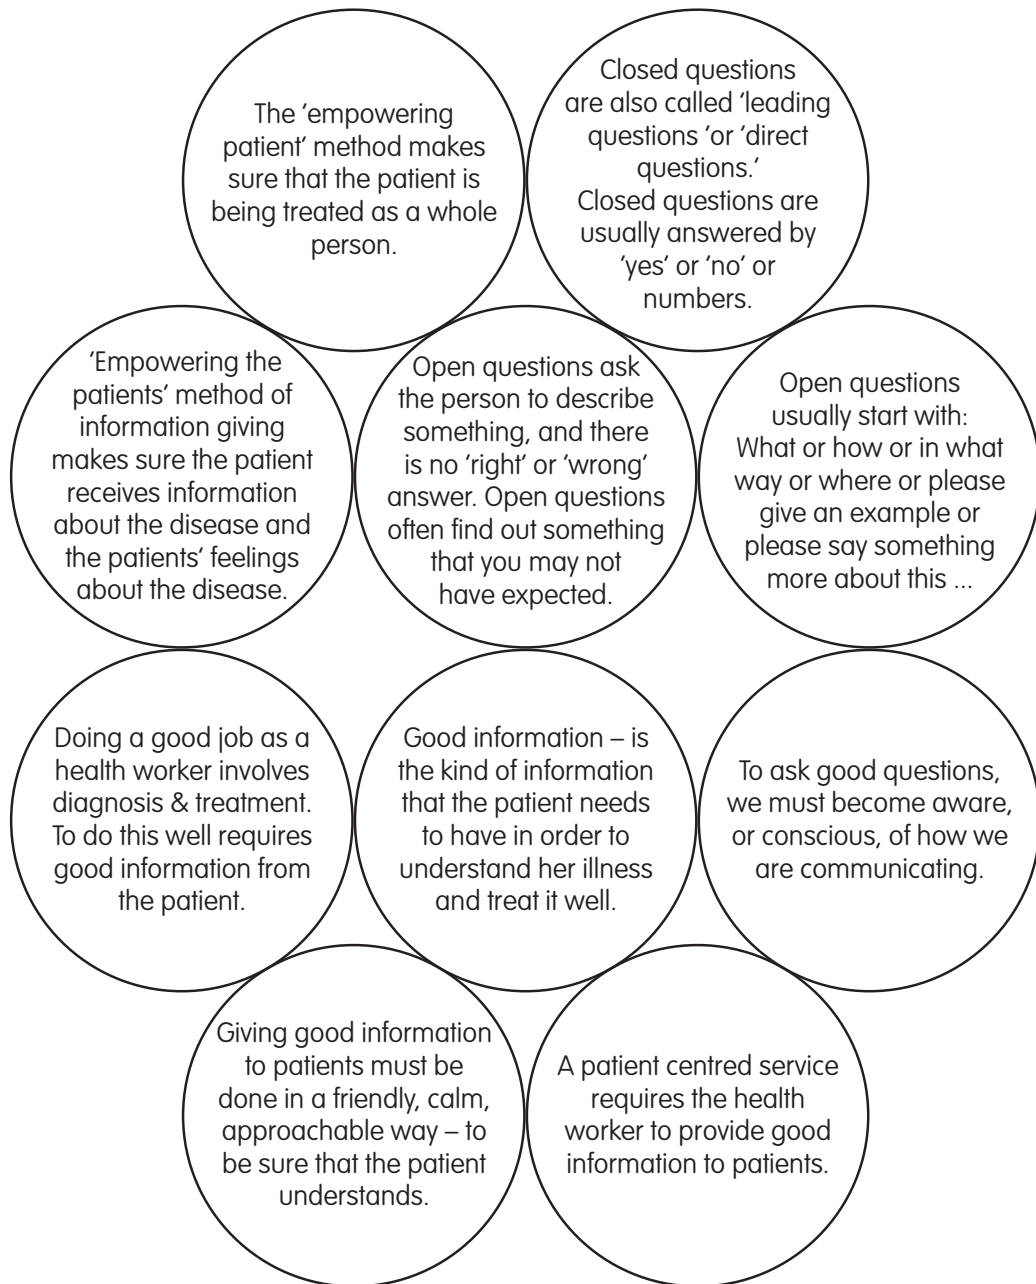 The ‘empowering
patient’ method makes
sure that the patient is
being treated as a whole
person.
Closed questions
are also called ‘leading
questions ‘or ‘direct
questions.’
Closed questions are
usually answered by
‘yes’ or ‘no’ or
numbers.
‘Empowering the
patients’ method of
information giving
makes sure the patient
receives information
about the disease and
the patients’ feelings
about the disease.
Open questions ask
the person to describe
something, and there
is no ‘right’ or ‘wrong’
answer. Open questions
often find out something
that you may not
have expected.
Open questions
usually start with:
What or how or in what
way or where or please
give an example or
please say something
more about this ...
Doing a good job as a
health worker involves
diagnosis & treatment.
To do this well requires
good information from
the patient.
Good information – is
the kind of information
that the patient needs
to have in order to
understand her illness
and treat it well.
To ask good questions,
we must become aware,
or conscious, of how we
are communicating.
Giving good information
to patients must be
done in a friendly, calm,
approachable way – to
be sure that the patient
understands.
A patient centred service
requires the health
worker to provide good
information to patients.